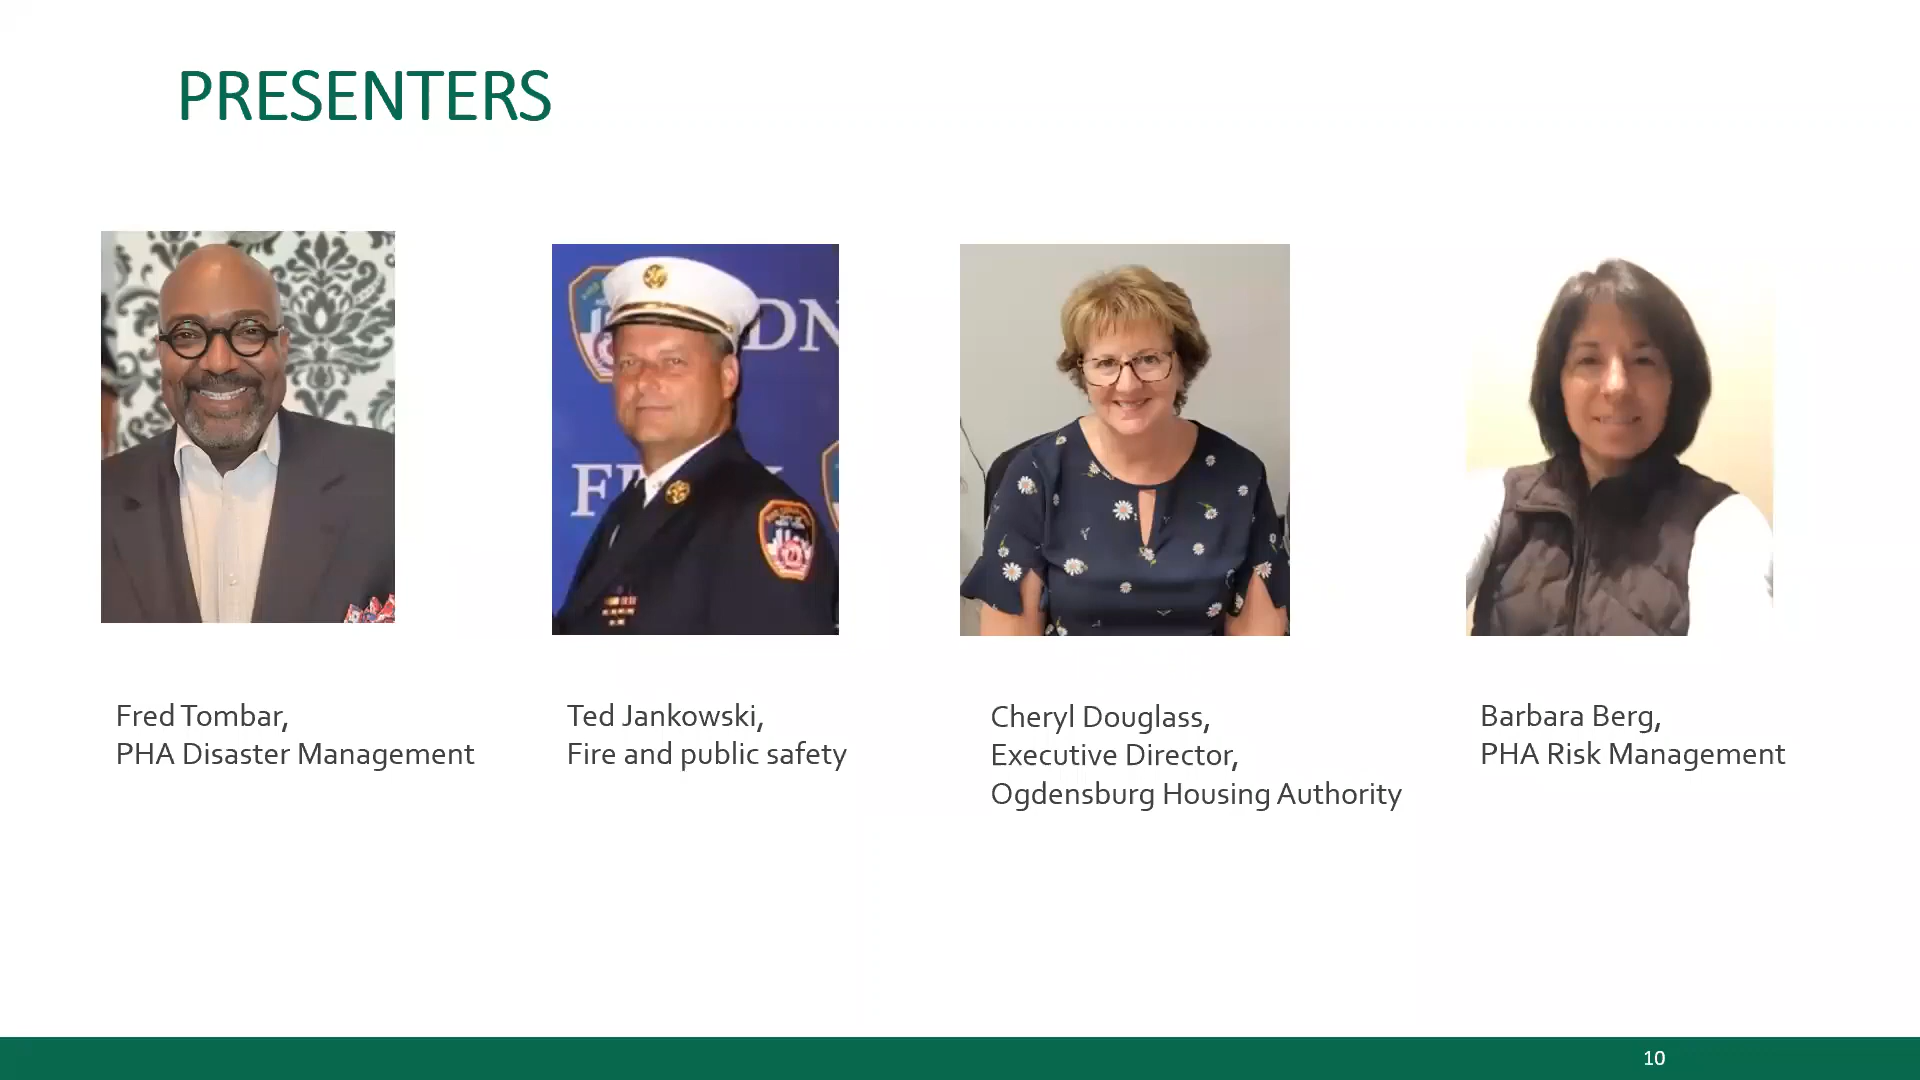 PRESENTERS
Fred Tombar,
PHA Disaster Management
Ted Jankowski,
Fire and public safety
Cheryl Douglass,
Executive Director,
Ogdensburg Housing Authority
Barbara Berg,
PHA Risk Management
10